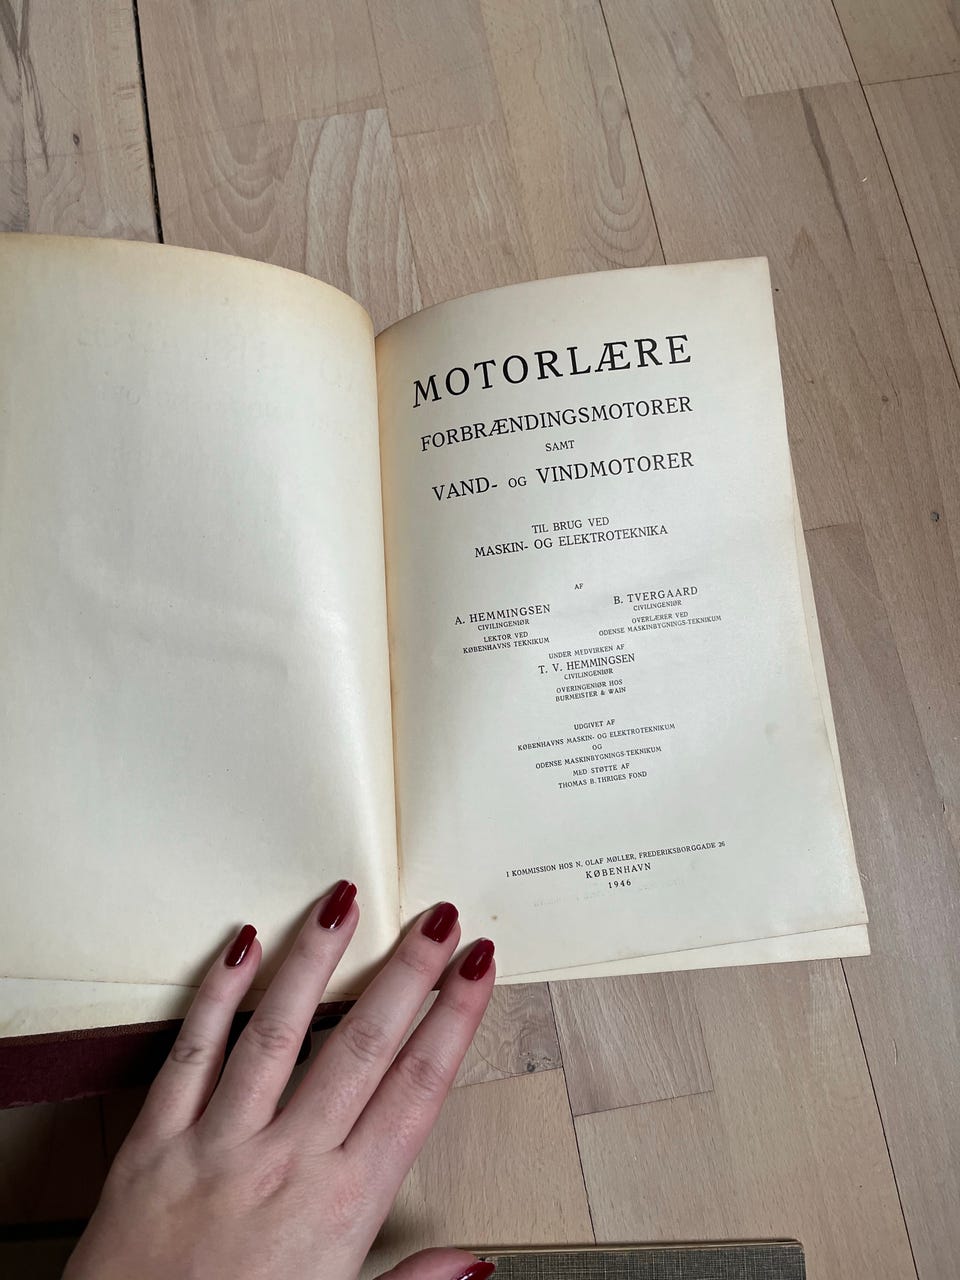 MOTORLÆRE
FORBRÆNDINGSMOTORER
SAMT
VAND- OG VINDMOTORER
TIL BRUG VED
MASKIN- OG ELEKTROTEKNIKA
AF
A. HEMMINGSEN
CIVILINGENIØR
LEKTOR VED
KØBENHAVNS TEKNIKUM
B. TVERGAARD
CIVILINGENIØR
OVERLÆRER VED
ODENSE MASKINBYGNINGS-TEKNIKUM
UNDER MEDVIRKEN AF
T. V. HEMMINGSEN
CIVILINGENIØR
OVERINGENIØR HOS
BURMEISTER & WAIN
UDGIVET AF
KØBENHAVNS MASKIN- OG ELEKTROTEKNIKUM
OG
ODENSE MASKINBYGNINGS-TEKNIKUM
MED STØTTE AF
THOMAS B. THRIGES FOND
I KOMMISSION HOS N. OLAF MØLLER, FREDERIKSBORGGADE 26
KØBENHAVN
1946